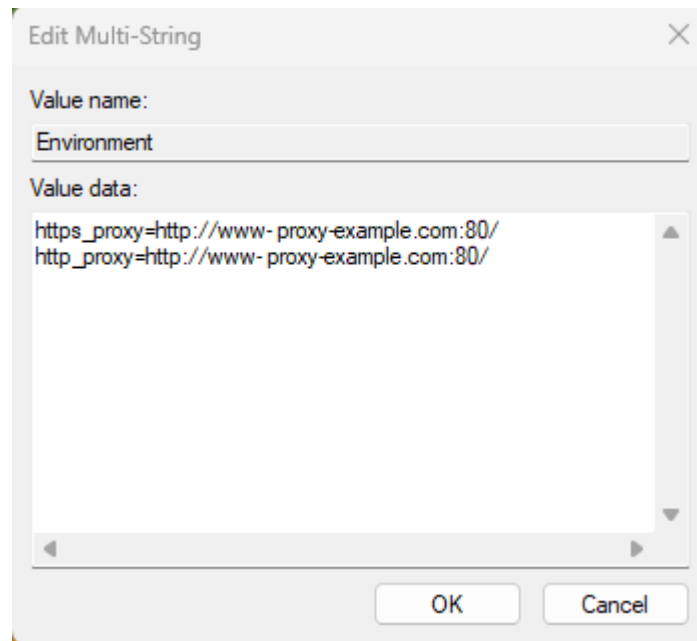 Edit Multi-String
Value name:
Environment
Value data:
https_proxy=http://www- proxy-example.com:80/
http_proxy=http://www- proxy-example.com:80/
OK
Cancel